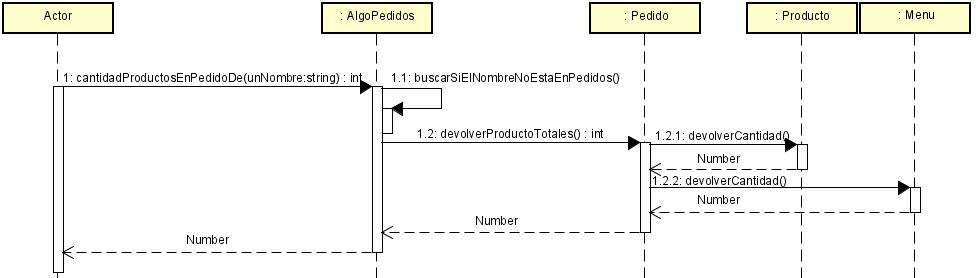 Actor
: AlgoPedidos
: Pedido
: Producto
: Menu
1: cantidadProductosEnPedidoDe(unNombre:string) : int
1.1: buscarSiElNombreNoEstaEnPedidos()
1.2: devolverProductoTotales() : int
1.2.1: devolverCantidad()
Number
1.2.2: devolverCantidad()
Number
Number
Number